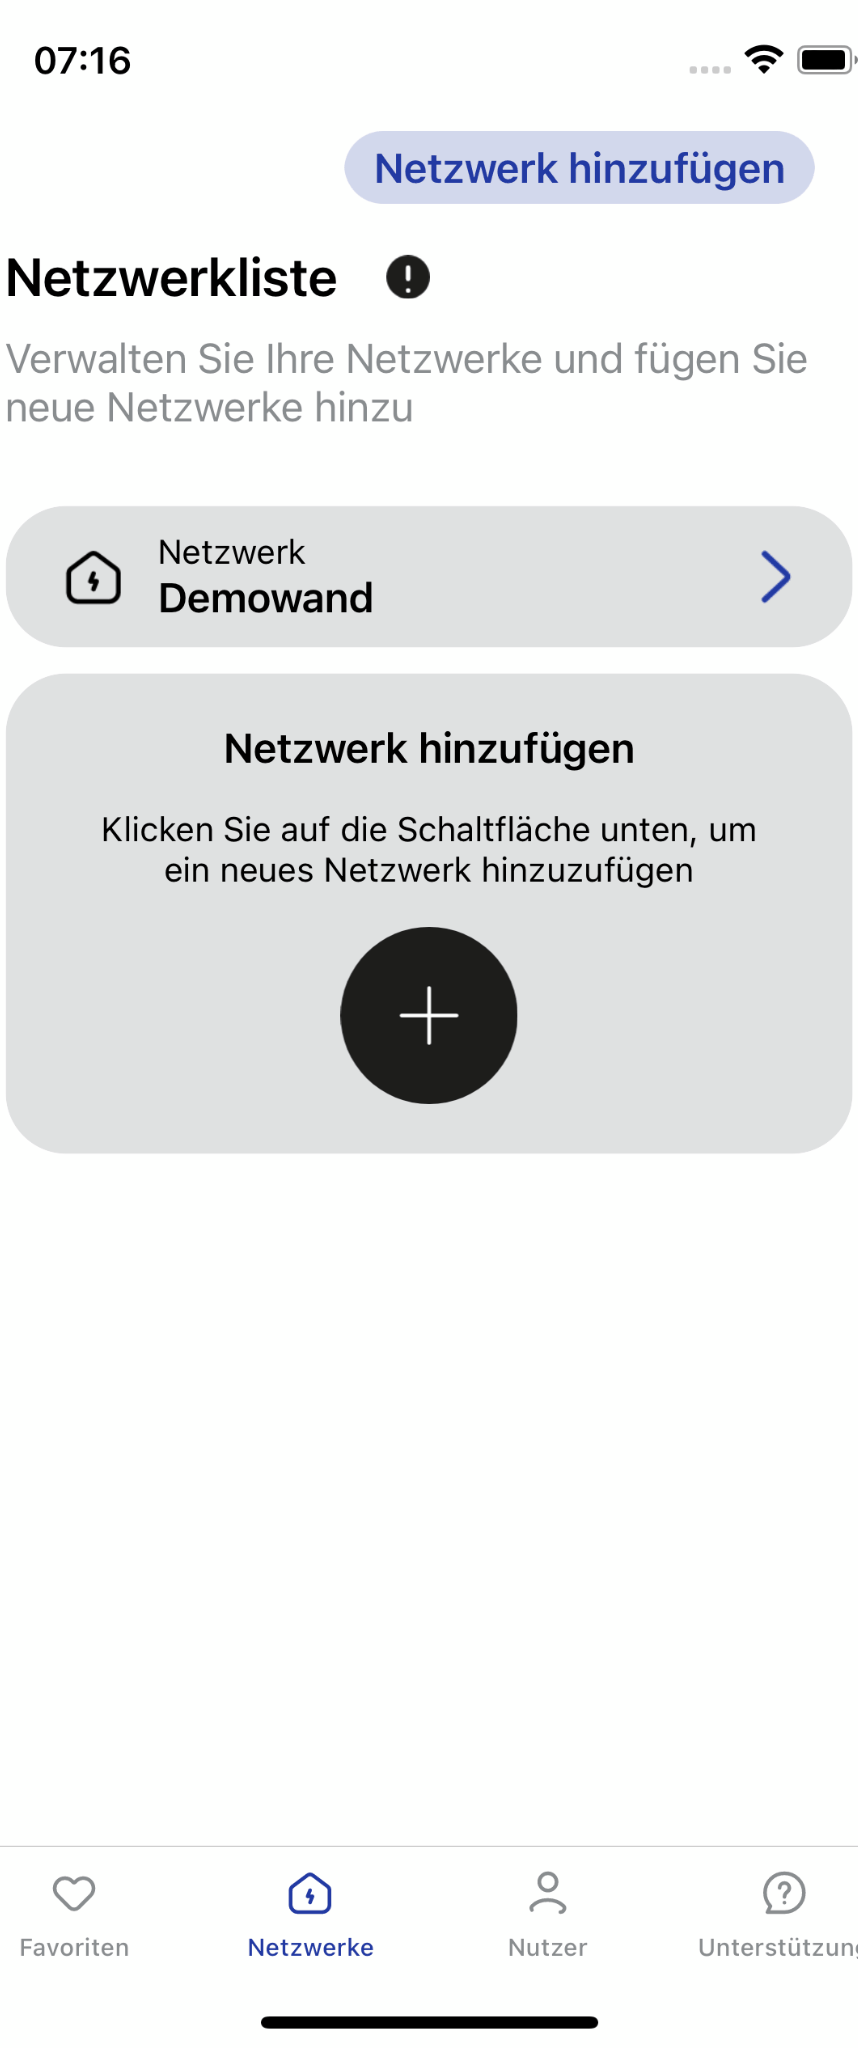 07:16
Netzwerk hinzufügen
Netzwerkliste
Verwalten Sie Ihre Netzwerke und fügen Sie
neue Netzwerke hinzu
Netzwerk
Demowand
Netzwerk hinzufügen
Klicken Sie auf die Schaltfläche unten, um
ein neues Netzwerk hinzuzufügen
Favoriten
Netzwerke
Nutzer
Unterstützung